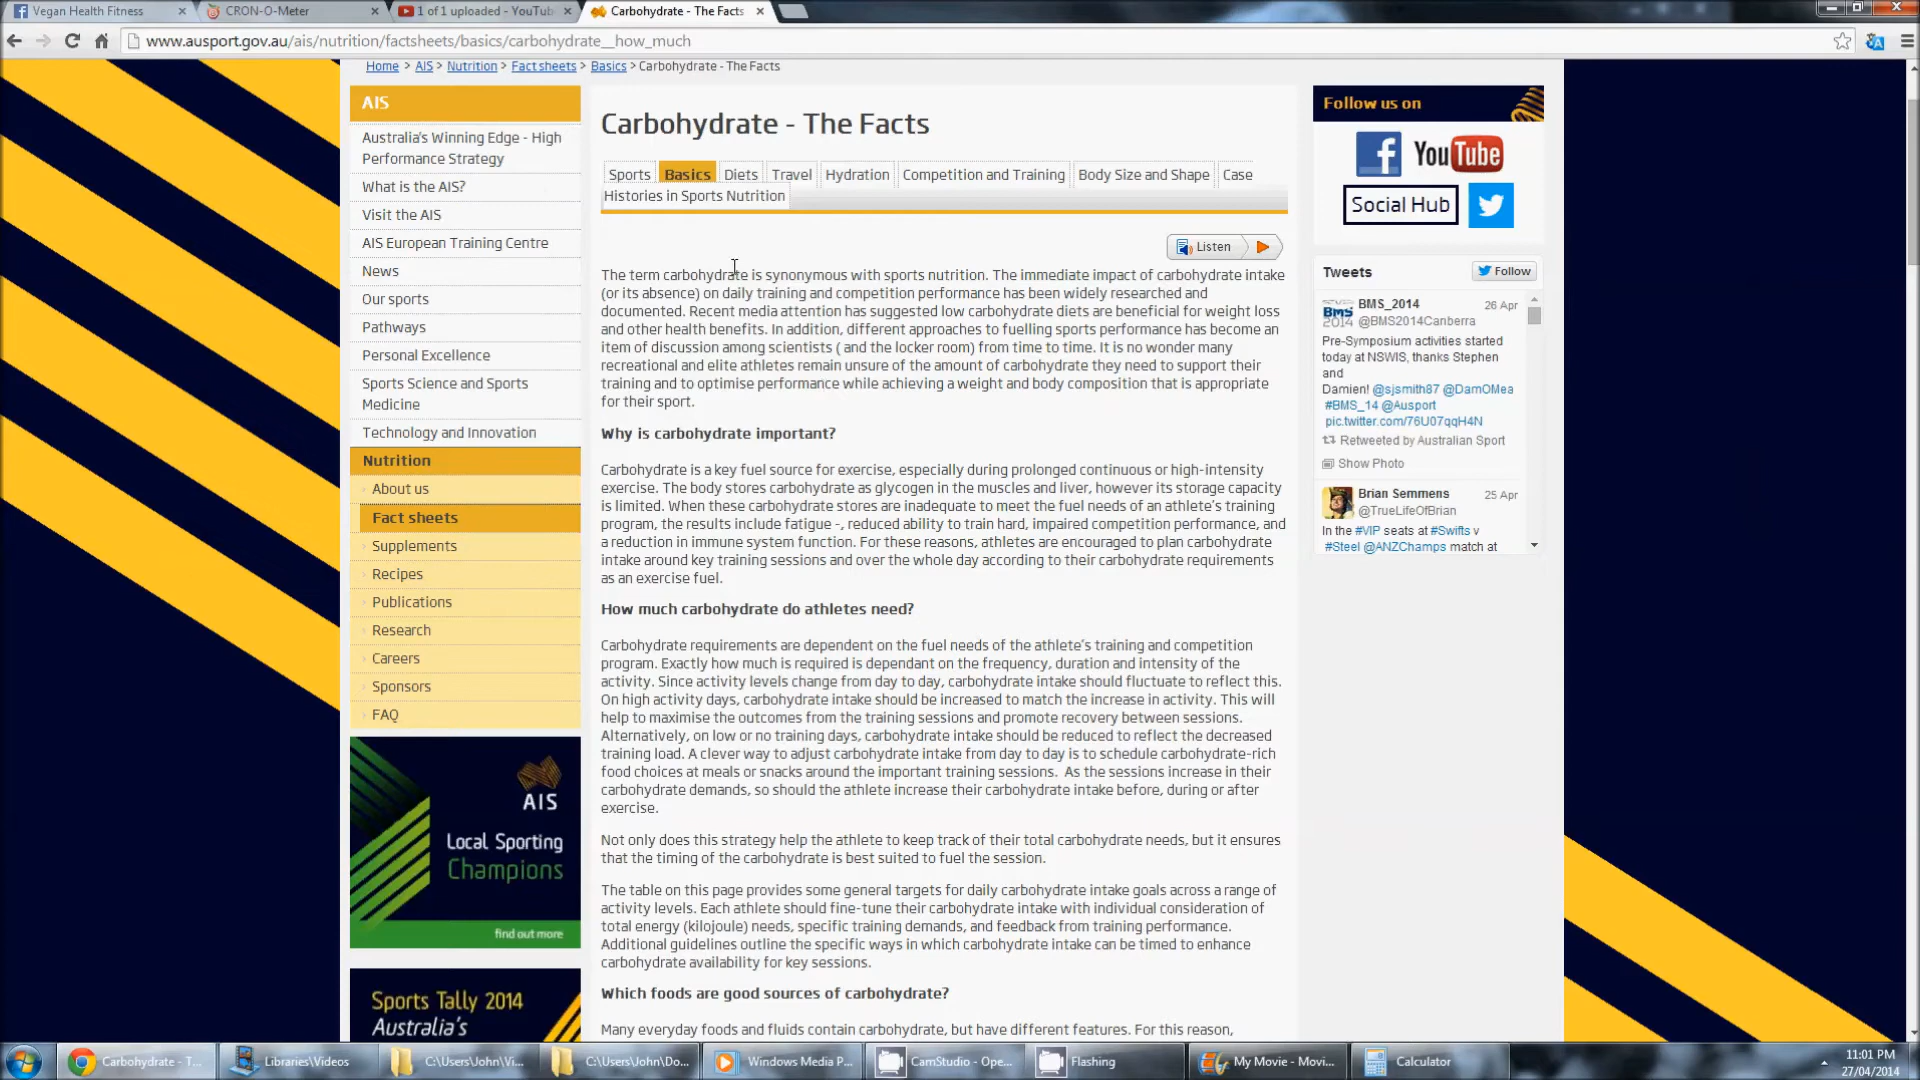 Vegan Health Fitness
CRON-O-Meter
1 of 1 uploaded - YouTub
Carbohydrate - The Facts
www.ausport.gov.au/ais/nutrition/factsheets/basics/carbohydrate__how_much
Home > AIS > Nutrition > Fact sheets > Basics > Carbohydrate - The Facts
AIS
Australia's Winning Edge - High
Performance Strategy
What is the AIS?
Visit the AIS
AIS European Training Centre
News
Our sports
Pathways
Personal Excellence
Sports Science and Sports
Medicine
Technology and Innovation
Nutrition
About us
Fact sheets
Supplements
Recipes
Publications
Research
Careers
Sponsors
FAQ
AIS
Local Sporting
Champions
find out more
Sports Tally 2014
Australia's
Carbohydrate - The Facts
Sports Basics Diets Travel Hydration Competition and Training Body Size and Shape Case
Histories in Sports Nutrition
Listen
The term carbohydrate is synonymous with sports nutrition. The immediate impact of carbohydrate intake
(or its absence) on daily training and competition performance has been widely researched and
documented. Recent media attention has suggested low carbohydrate diets are beneficial for weight loss
and other health benefits. In addition, different approaches to fuelling sports performance has become an
item of discussion among scientists ( and the locker room) from time to time. It is no wonder many
recreational and elite athletes remain unsure of the amount of carbohydrate they need to support their
training and to optimise performance while achieving a weight and body composition that is appropriate
for their sport.
Why is carbohydrate important?
Carbohydrate is a key fuel source for exercise, especially during prolonged continuous or high-intensity
exercise. The body stores carbohydrate as glycogen in the muscles and liver, however its storage capacity
is limited. When these carbohydrate stores are inadequate to meet the fuel needs of an athlete's training
program, the results include fatigue -, reduced ability to train hard, impaired competition performance, and
a reduction in immune system function. For these reasons, athletes are encouraged to plan carbohydrate
intake around key training sessions and over the whole day according to their carbohydrate requirements
as an exercise fuel.
How much carbohydrate do athletes need?
Carbohydrate requirements are dependent on the fuel needs of the athlete's training and competition
program. Exactly how much is required is dependant on the frequency, duration and intensity of the
activity. Since activity levels change from day to day, carbohydrate intake should fluctuate to reflect this.
On high activity days, carbohydrate intake should be increased to match the increase in activity. This will
help to maximise the outcomes from the training sessions and promote recovery between sessions.
Alternatively, on low or no training days, carbohydrate intake should be reduced to reflect the decreased
training load. A clever way to adjust carbohydrate intake from day to day is to schedule carbohydrate-rich
food choices at meals or snacks around the important training sessions. As the sessions increase in their
carbohydrate demands, so should the athlete increase their carbohydrate intake before, during or after
exercise.
Not only does this strategy help the athlete to keep track of their total carbohydrate needs, but it ensures
that the timing of the carbohydrate is best suited to fuel the session.
The table on this page provides some general targets for daily carbohydrate intake goals across a range of
activity levels. Each athlete should fine-tune their carbohydrate intake with individual consideration of
total energy (kilojoule) needs, specific training demands, and feedback from training performance.
Additional guidelines outline the specific ways in which carbohydrate intake can be timed to enhance
carbohydrate availability for key sessions.
Which foods are good sources of carbohydrate?
Many everyday foods and fluids contain carbohydrate, but have different features. For this reason,
Follow us on
YouTube
Social Hub
Tweets
Follow
BMS 2014
BMS_2014
26 Apr
@BMS2014Canberra
Pre-Symposium activities started
today at NSWIS, thanks Stephen
and
Damien! @sjsmith87 @DamOMea
#BMS_14 @Ausport
pic.twitter.com/76U07qqH4N
Retweeted by Australian Sport
Show Photo
Brian Semmens
25 Apr
@TrueLifeOfBrian
In the #VIP seats at #Swifts v
#Steel @ANZChamps match at
Carbohydrate - T...
Libraries\Videos
C:\Users\John\Vi...
C:\Users\John\Do...
Windows Media P...
CamStudio - Ope...
Flashing
My Movie - Movi...
Calculator
11:01 PM
27/04/2014